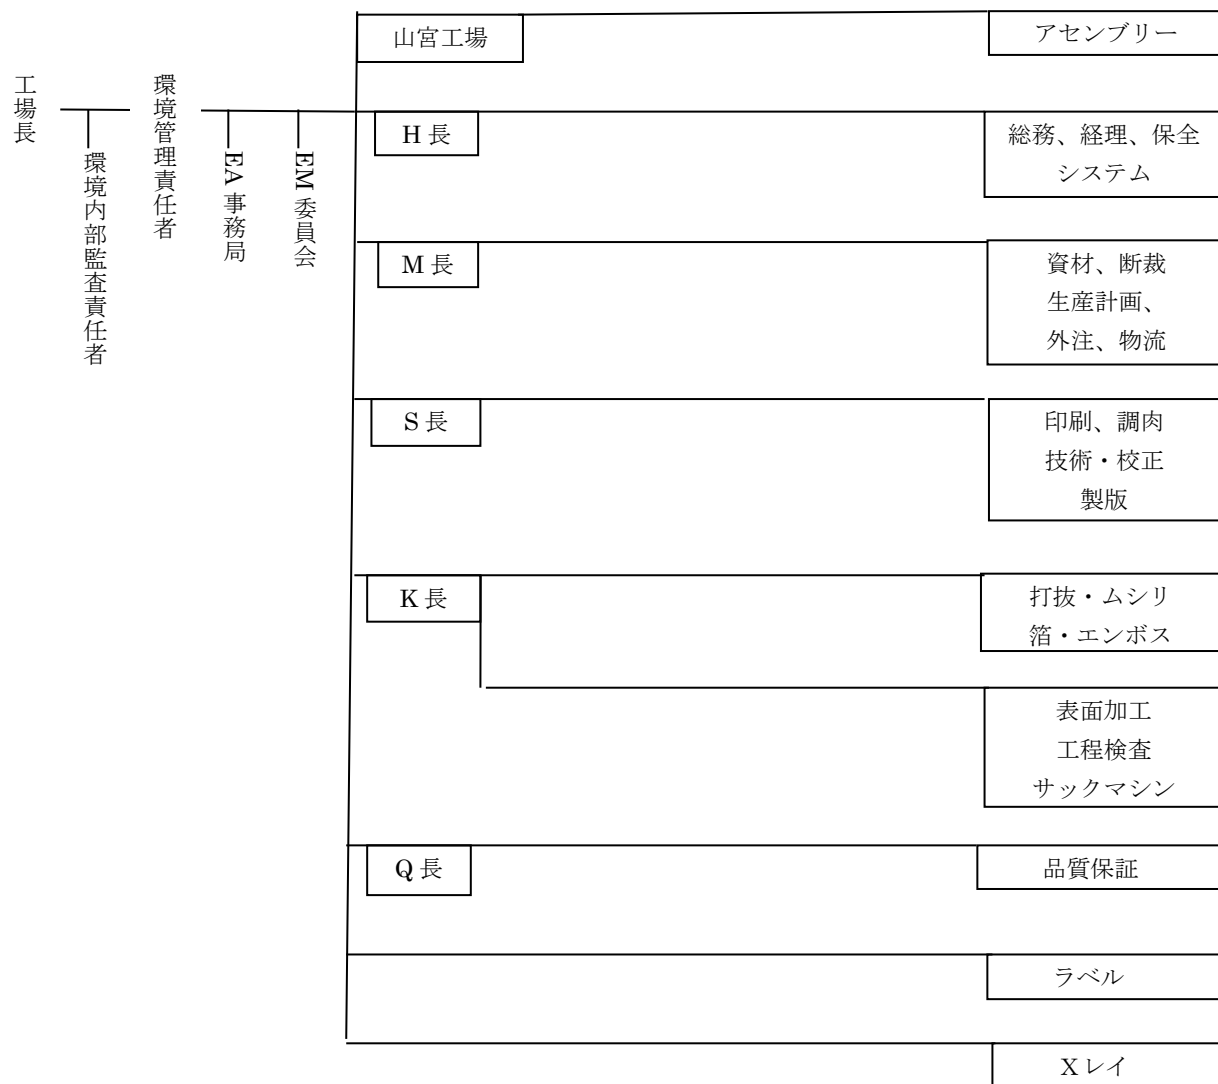 工場長
環境内部監査責任者
環境管理責任者
EA 事務局
EM 委員会
山宮工場
アセンブリー
H 長
総務、経理、保全
システム
M 長
資材、断裁
生産計画、
外注、物流
S 長
印刷、調肉
技術・校正
製版
K 長
打抜・ムシリ
箔・エンボス
表面加工
工程検査
サックマシン
Q 長
品質保証
ラベル
X レイ